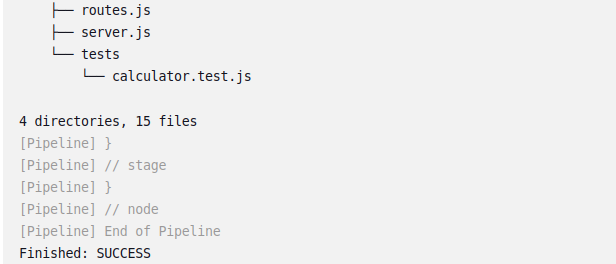 ├── routes.js
├── server.js
└── tests
    └── calculator.test.js
4 directories, 15 files
[Pipeline] }
[Pipeline] // stage
[Pipeline] }
[Pipeline] // node
[Pipeline] End of Pipeline
Finished: SUCCESS